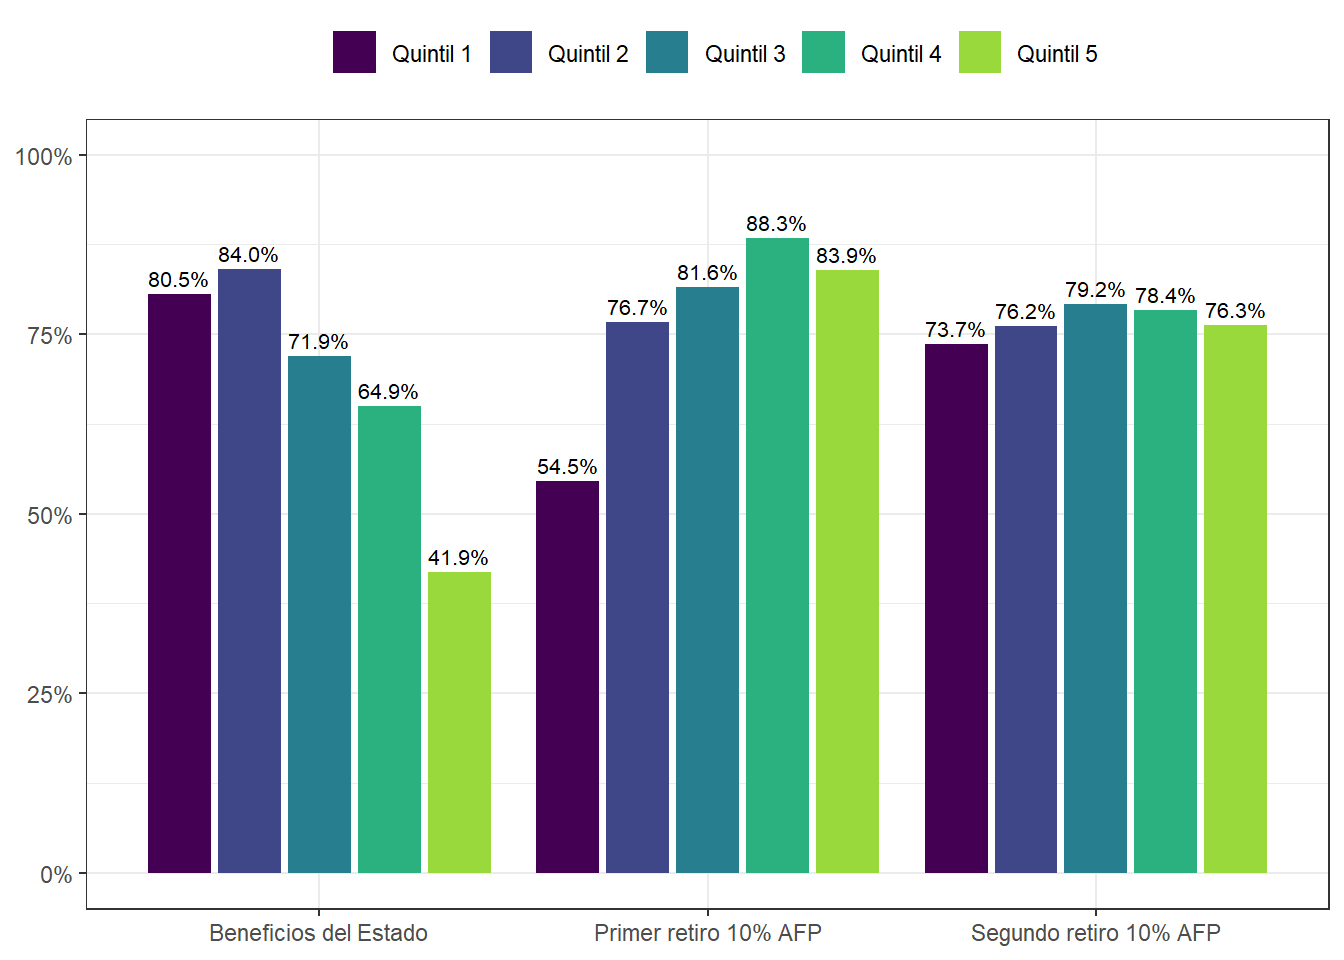 Quintil 1 Quintil 2 Quintil 3 Quintil 4 Quintil 5
100%
75%
50%
25%
0%
80.5% 84.0% 71.9% 64.9% 41.9%
54.5% 76.7% 81.6% 88.3% 83.9%
73.7% 76.2% 79.2% 78.4% 76.3%
Beneficios del Estado Primer retiro 10% AFP Segundo retiro 10% AFP